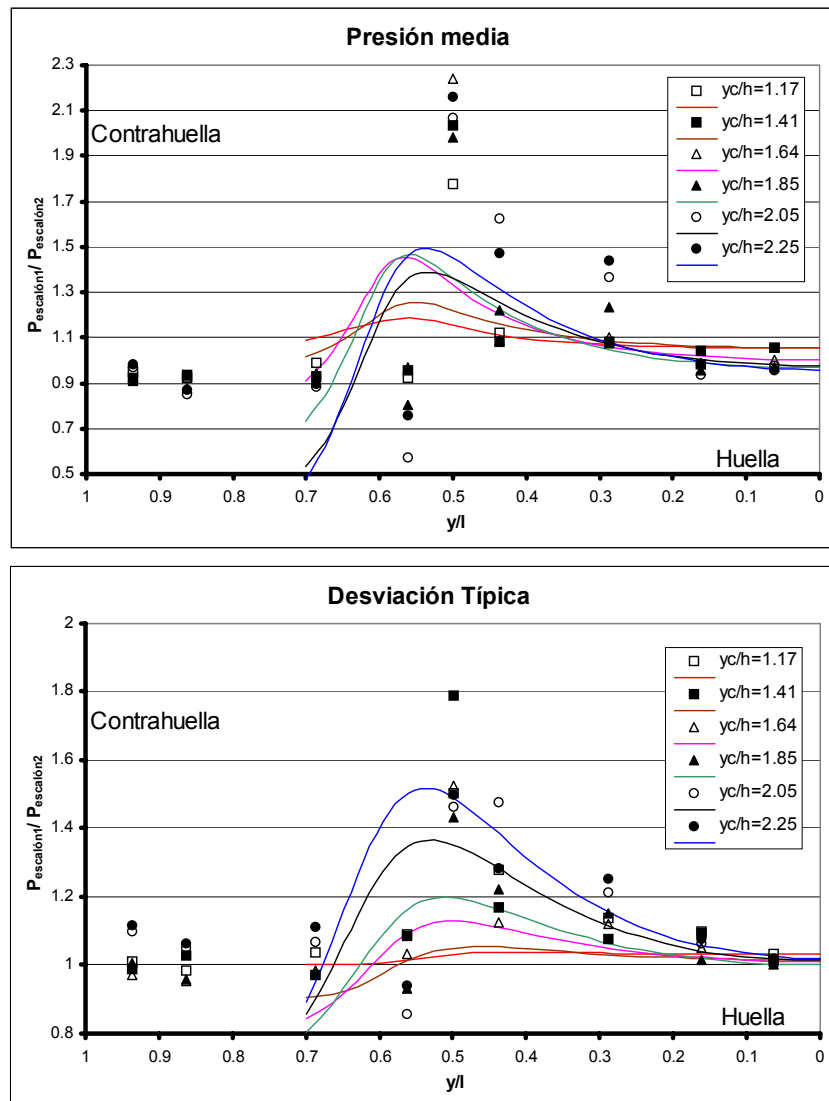 Presión media
2.3
2.1
1.9
1.7
1.5
1.3
1.1
0.9
0.7
0.5
P escalón1/ P escalón2
Contrahuella
Huella
yc/h=1.17
yc/h=1.41
yc/h=1.64
yc/h=1.85
yc/h=2.05
yc/h=2.25
1 0.9 0.8 0.7 0.6 0.5 0.4 0.3 0.2 0.1 0
y/l
Desviación Típica
2
1.8
1.6
1.4
1.2
1
0.8
P escalón1/ P escalón2
Contrahuella
Huella
yc/h=1.17
yc/h=1.41
yc/h=1.64
yc/h=1.85
yc/h=2.05
yc/h=2.25
1 0.9 0.8 0.7 0.6 0.5 0.4 0.3 0.2 0.1 0
y/l